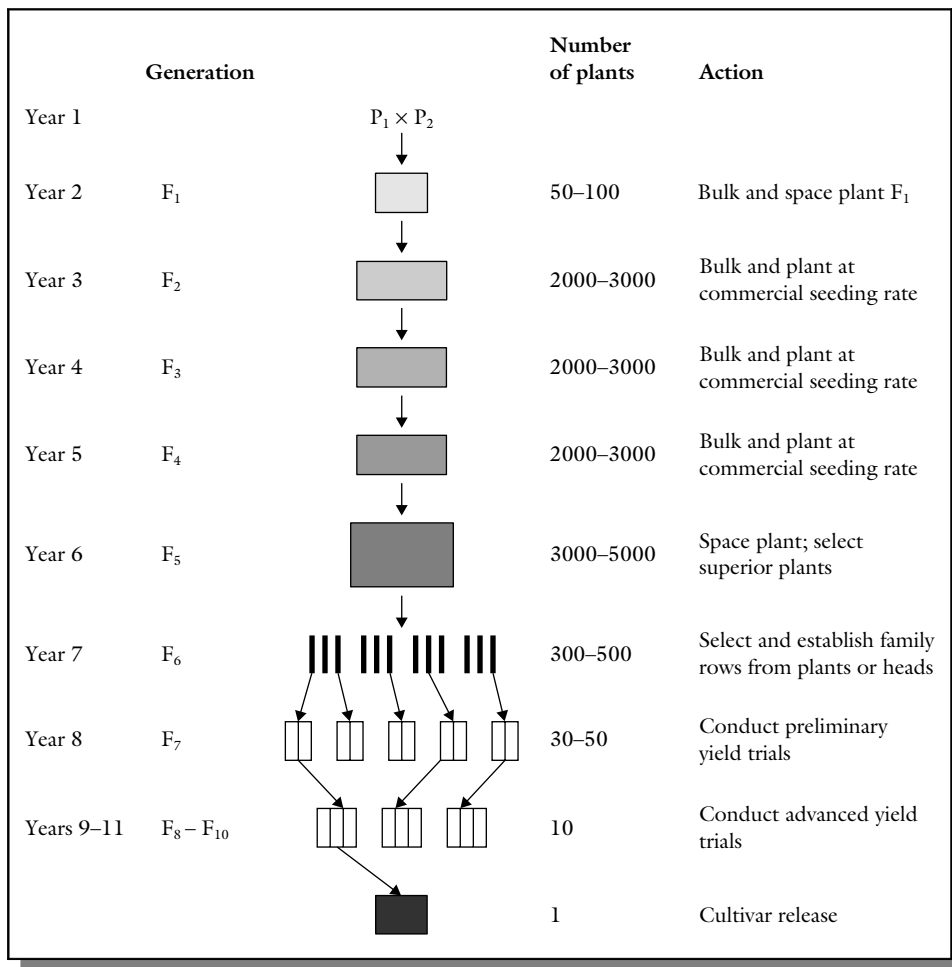 Generation Number of plants Action
Year 1 P₁ × P₂
Year 2 F₁ 50–100 Bulk and space plant F₁
Year 3 F₂ 2000–3000 Bulk and plant at
commercial seeding rate
Year 4 F₃ 2000–3000 Bulk and plant at
commercial seeding rate
Year 5 F₄ 2000–3000 Bulk and plant at
commercial seeding rate
Year 6 F₅ 3000–5000 Space plant; select
superior plants
Year 7 F₆ 300–500 Select and establish family
rows from plants or heads
Year 8 F₇ 30–50 Conduct preliminary
yield trials
Years 9–11 F₈ – F₁₀ 10 Conduct advanced yield
trials
1 Cultivar release